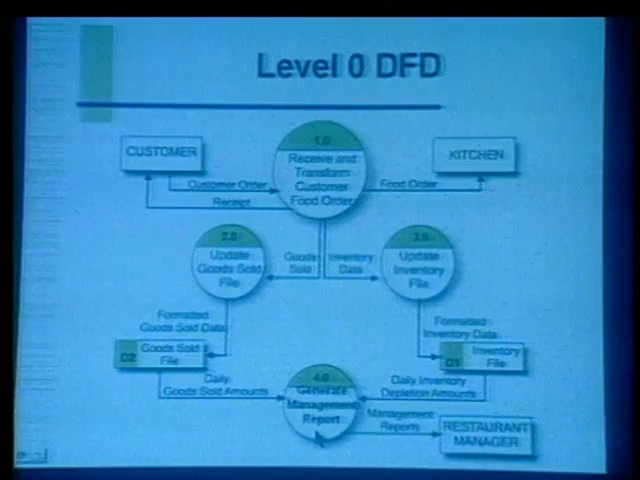 Level 0 DFD
1.0
CUSTOMER
Receive and
Transform
Customer
Food Order
KITCHEN
Customer Order
Food Order
Receipt
2.0
Update
Goods Sold
File
Goods
Sold
Inventory
Data
3.0
Update
Inventory
File
Formatted
Goods Sold Data
Formatted
Inventory Data
D2
Goods Sold
File
D1
Inventory
File
Daily
Goods Sold Amounts
4.0
Generate
Management
Report
Daily Inventory
Depletion Amounts
Management
Reports
RESTAURANT
MANAGER